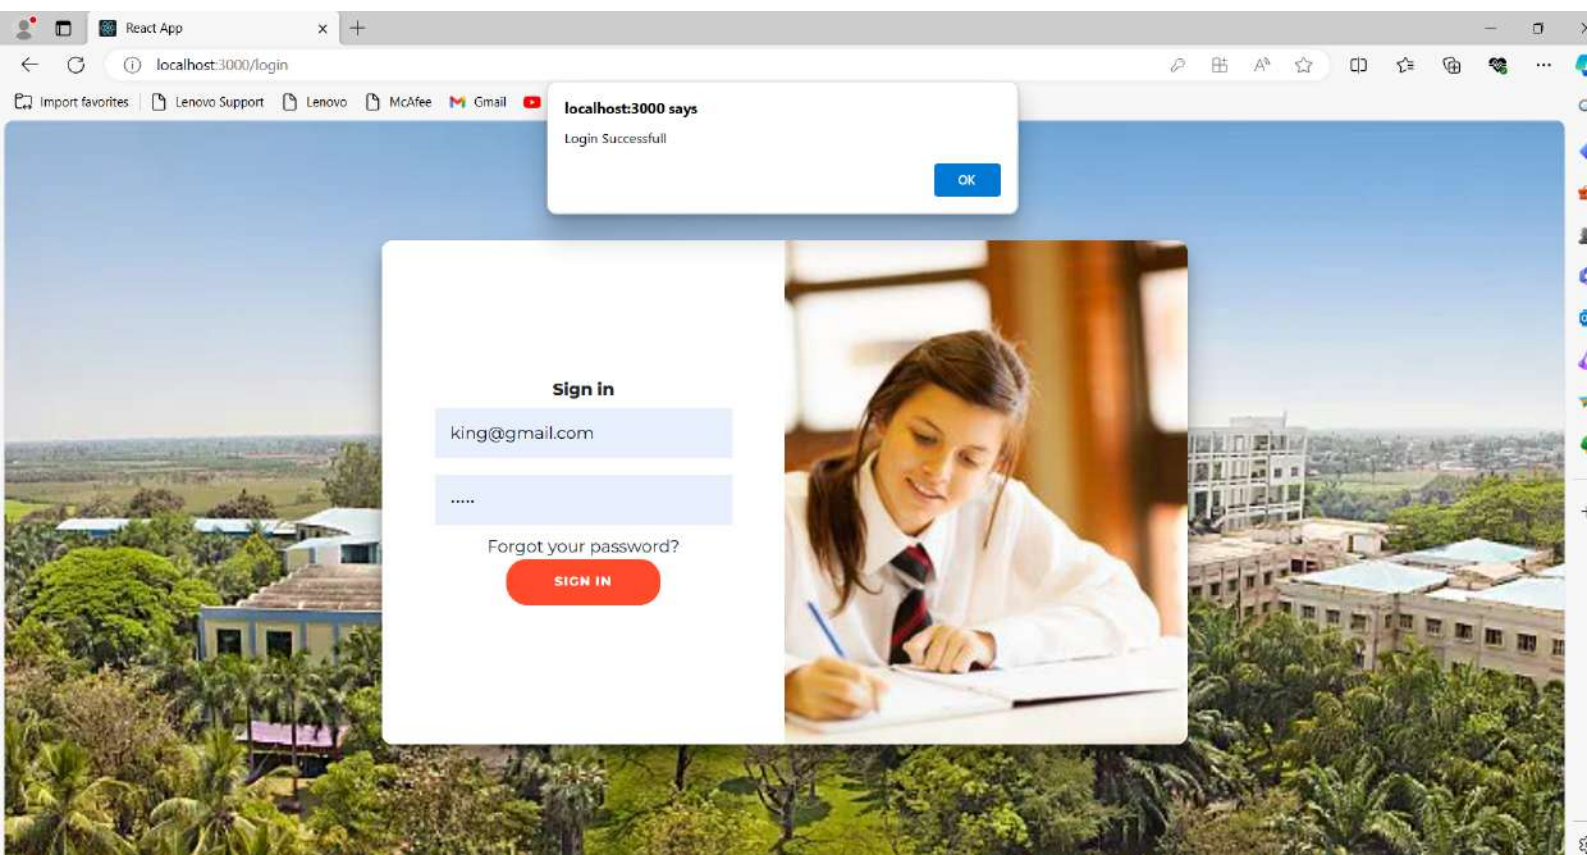 React App
localhost:3000/login
Import favorites Lenovo Support Lenovo McAfee Gmail
localhost:3000 says
Login Successfull
OK
Sign in
king@gmail.com
.....
Forgot your password?
SIGN IN